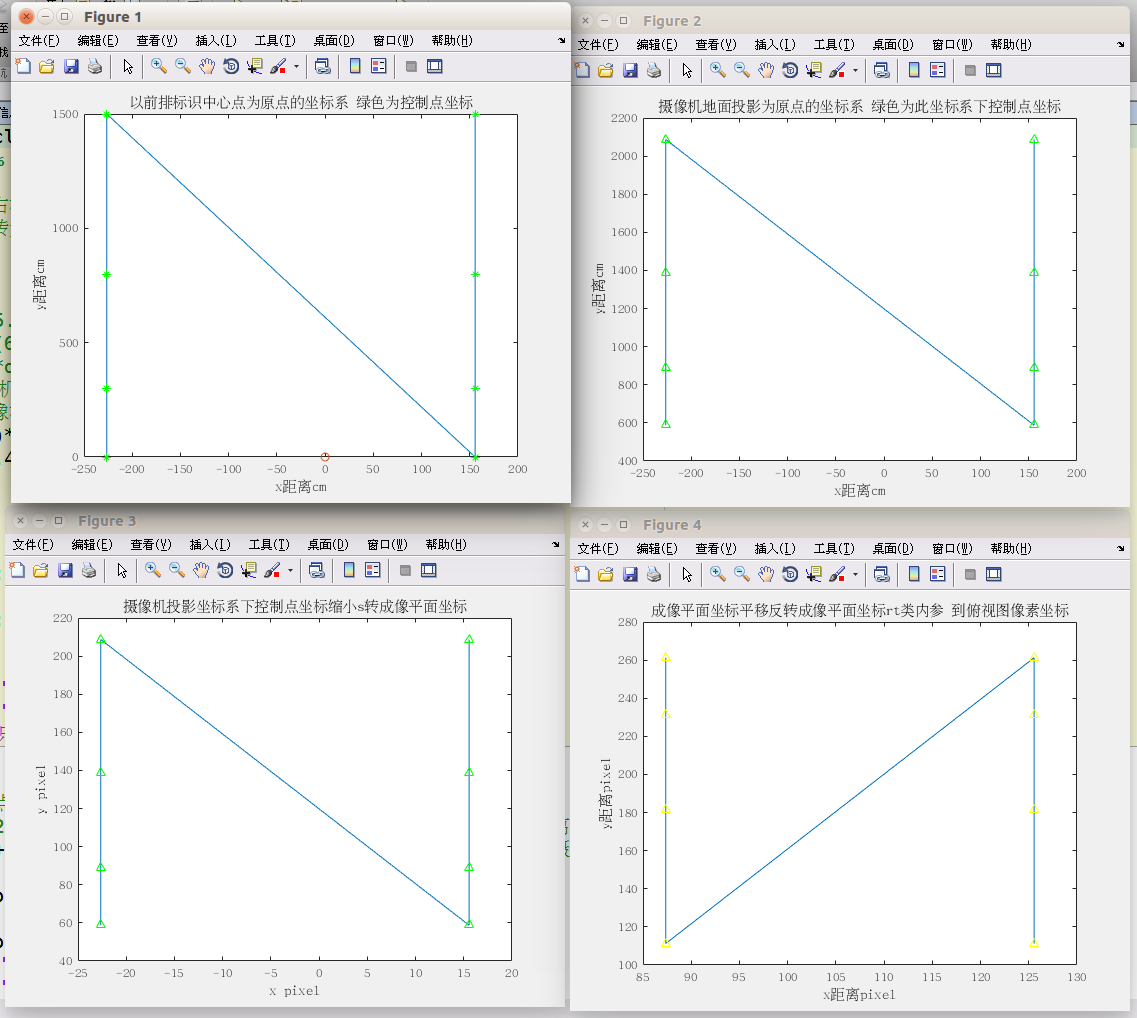 Figure 1
文件(F) 编辑(E) 查看(V) 插入(I) 工具(T) 桌面(D) 窗口(W) 帮助(H)
以前排标识中心点为原点的坐标系 绿色为控制点坐标
1500
1000
500
0
y距离cm
-250 -200 -150 -100 -50 0 50 100 150 200
x距离cm
Figure 2
文件(F) 编辑(E) 查看(V) 插入(I) 工具(T) 桌面(D) 窗口(W) 帮助(H)
摄像机地面投影为原点的坐标系 绿色为此坐标系下控制点坐标
2200
2000
1800
1600
1400
1200
1000
800
600
400
y距离cm
-250 -200 -150 -100 -50 0 50 100 150 200
x距离cm
Figure 3
文件(F) 编辑(E) 查看(V) 插入(I) 工具(T) 桌面(D) 窗口(W) 帮助(H)
摄像机投影坐标系下控制点坐标缩小s转成像平面坐标
220
200
180
160
140
120
100
80
60
40
y pixel
-25 -20 -15 -10 -5 0 5 10 15 20
x pixel
Figure 4
文件(F) 编辑(E) 查看(V) 插入(I) 工具(T) 桌面(D) 窗口(W) 帮助(H)
成像平面坐标平移反转成像平面坐标rt类内参 到俯视图像素坐标
280
260
240
220
200
180
160
140
120
100
y距离pixel
85 90 95 100 105 110 115 120 125 130
x距离pixel